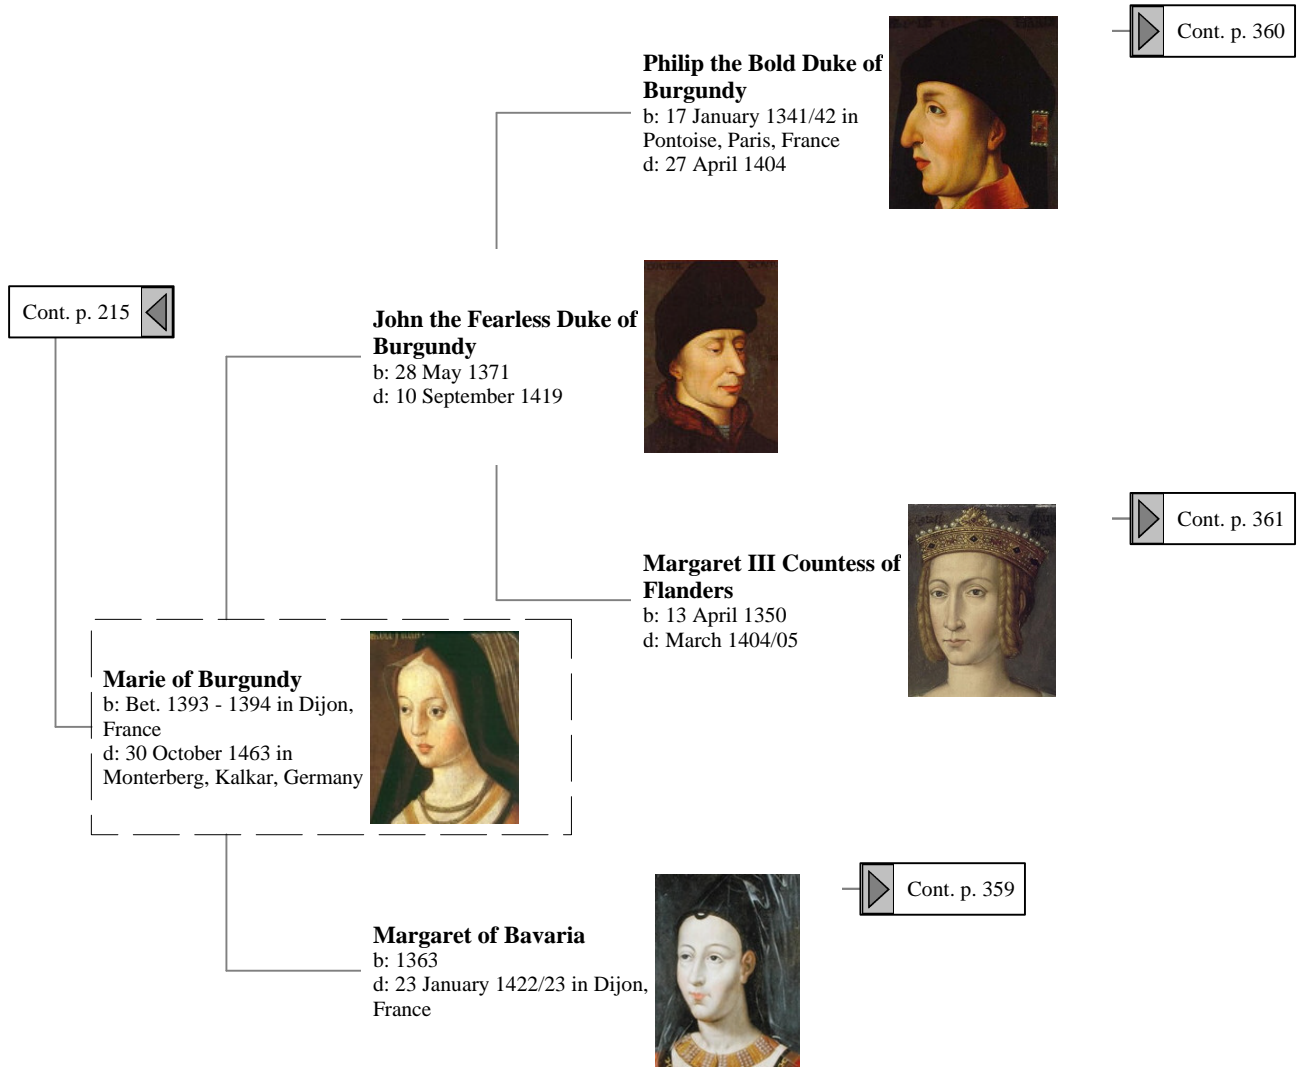 Cont. p. 360
Philip the Bold Duke of
Burgundy
b: 17 January 1341/42 in
Pontoise, Paris, France
d: 27 April 1404
Cont. p. 215
John the Fearless Duke of
Burgundy
b: 28 May 1371
d: 10 September 1419
Cont. p. 361
Margaret III Countess of
Flanders
b: 13 April 1350
d: March 1404/05
Marie of Burgundy
b: Bet. 1393 - 1394 in Dijon,
France
d: 30 October 1463 in
Monterberg, Kalkar, Germany
Cont. p. 359
Margaret of Bavaria
b: 1363
d: 23 January 1422/23 in Dijon,
France